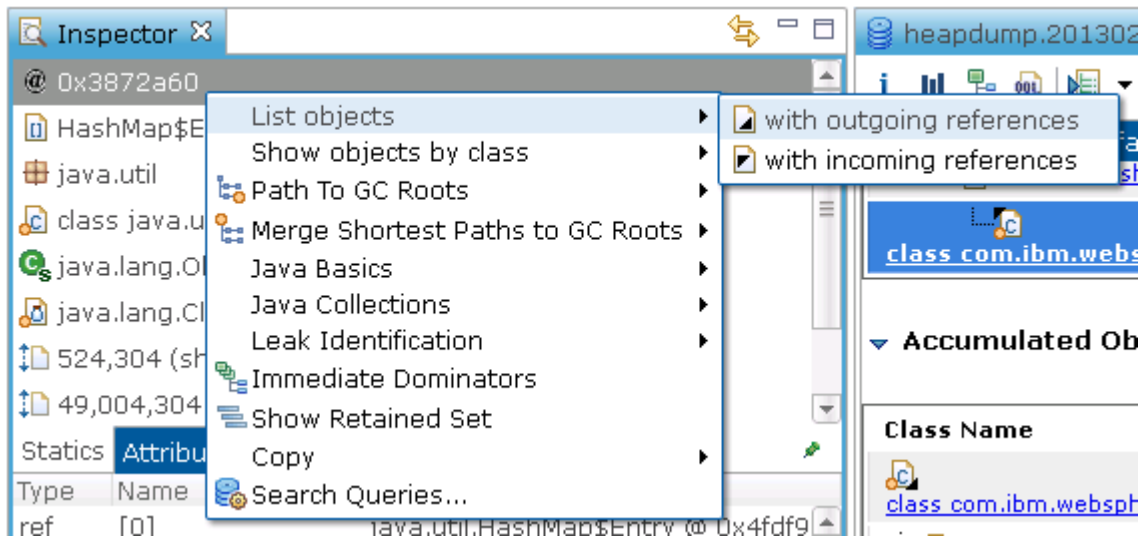 Inspector
heapdump.201302
@ 0x3872a60
i
OQL
List objects
with outgoing references
with incoming references
HashMap$E
Show objects by class
java.util
Path To GC Roots
class java.u
Merge Shortest Paths to GC Roots
class com.ibm.webs
java.lang.Ob
Java Basics
java.lang.Cl
Java Collections
Leak Identification
Accumulated Ob
524,304 (sh
Immediate Dominators
49,004,304
Show Retained Set
Class Name
Statics
Attribu
Copy
Type
Name
Search Queries...
class com.ibm.websph
ref
[0]
java.util.HashMap$Entry @ 0x4fdf9